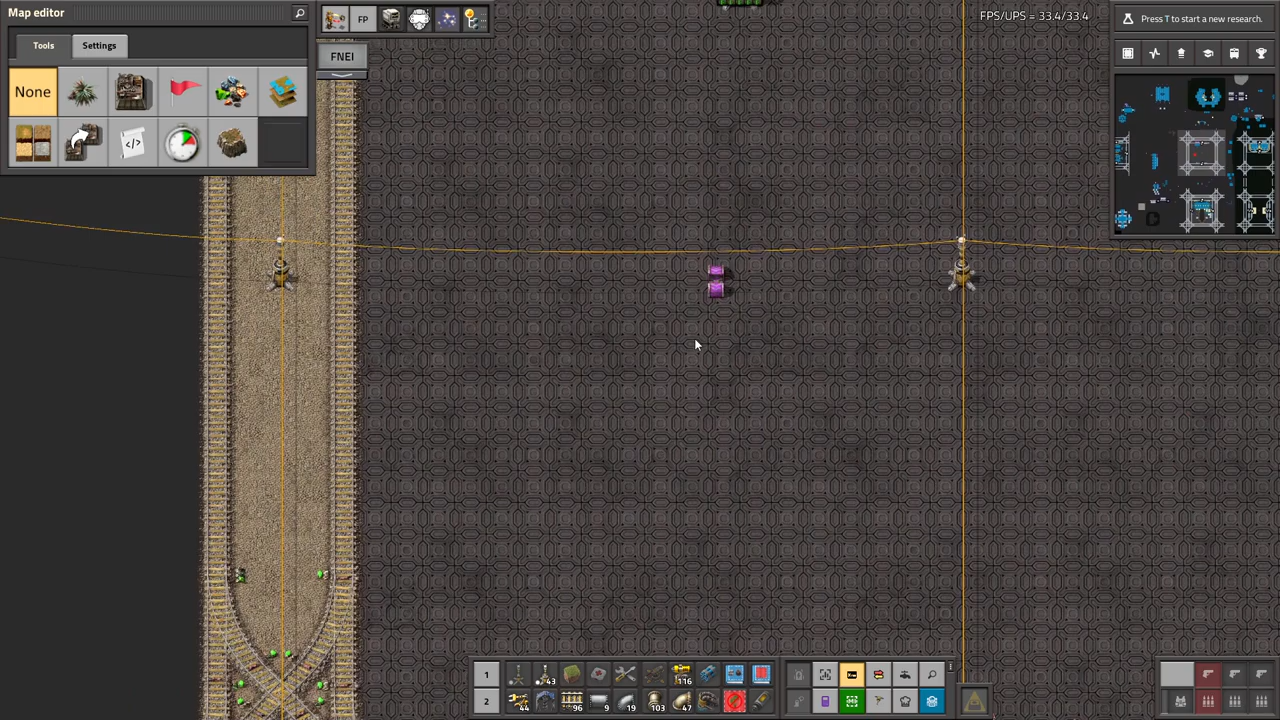 Map editor
FP
FPS/UPS = 33.4/33.4
Press T to start a new research.
Tools
Settings
FNEI
None
</>
1
43
116
2
44
96
9
19
103
47